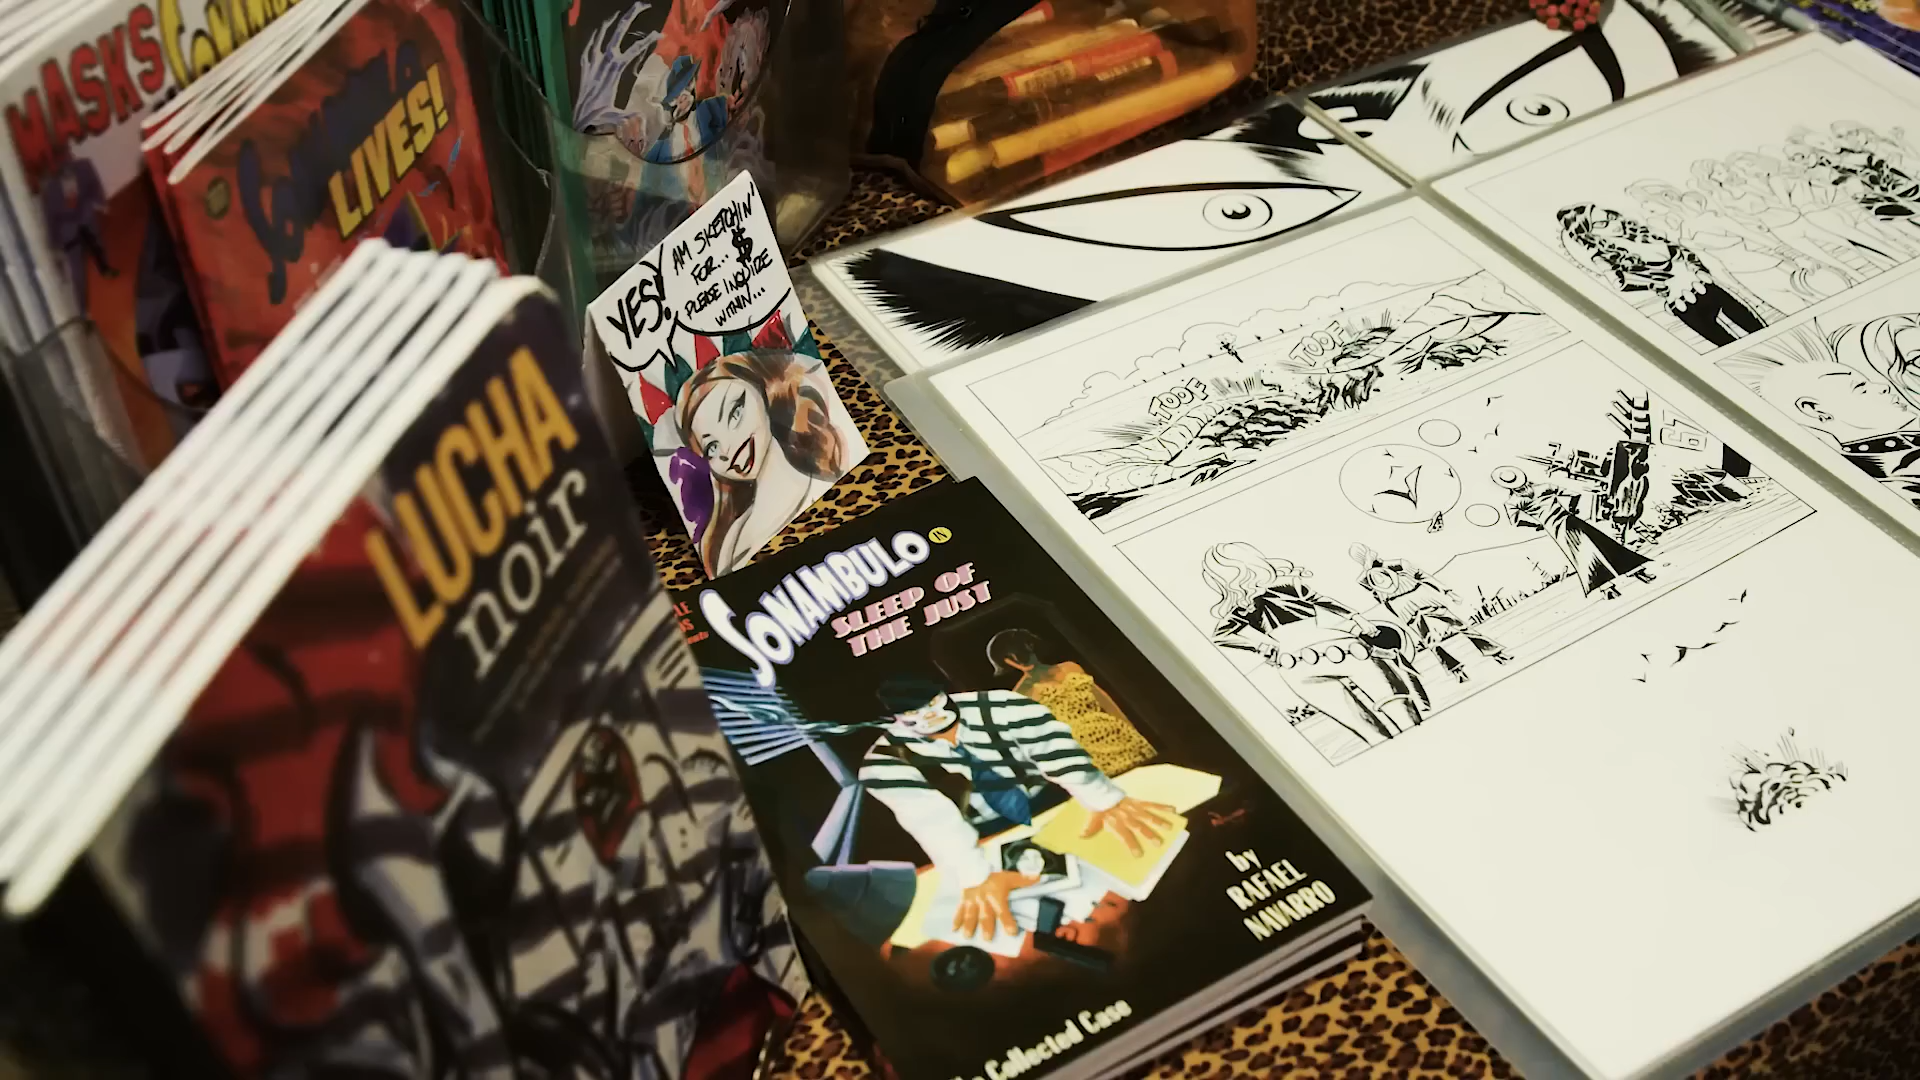 MASKS
SONAMBULO
LIVES!
YES!
AM SKETCHIN'
FOR... $
PLEASE INQUIRE
WITHIN...
LUCHA
noir
SONAMBULO IN
SLEEP OF
THE JUST
by
RAFAEL
NAVARRO
Collected Case
TOOF
TOOF